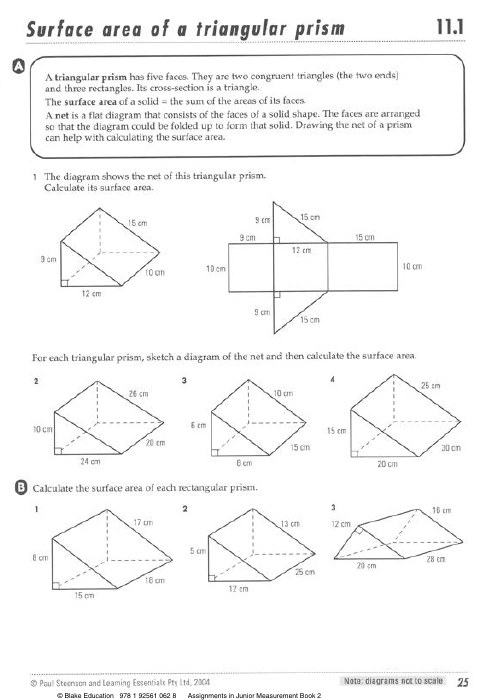 Surface area of a triangular prism 11.1
A
A triangular prism has five faces. They are two congruent triangles (the two ends)
and three rectangles. Its cross-section is a triangle.
The surface area of a solid = the sum of the areas of its faces.
A net is a flat diagram that consists of the faces of a solid shape. The faces are arranged
so that the diagram could be folded up to form that solid. Drawing the net of a prism
can help with calculating the surface area.
1 The diagram shows the net of this triangular prism.
Calculate its surface area.
15 cm
9 cm
10 cm
12 cm
9 cm
15 cm
9 cm
15 cm
12 cm
10 cm
10 cm
9 cm
15 cm
For each triangular prism, sketch a diagram of the net and then calculate the surface area.
2
26 cm
10 cm
20 cm
24 cm
3
10 cm
6 cm
15 cm
8 cm
4
25 cm
15 cm
30 cm
20 cm
B Calculate the surface area of each rectangular prism.
1
17 cm
8 cm
18 cm
15 cm
2
13 cm
5 cm
25 cm
12 cm
3
12 cm
16 cm
20 cm
28 cm
© Paul Steenson and Learning Essentials Pty Ltd, 2004
Note: diagrams not to scale 25
© Blake Education 978 1 92561 062 8 Assignments in Junior Measurement Book 2